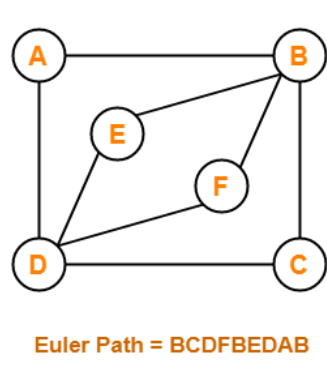 A B
E
F
D C
Euler Path = BCDFBEDAB